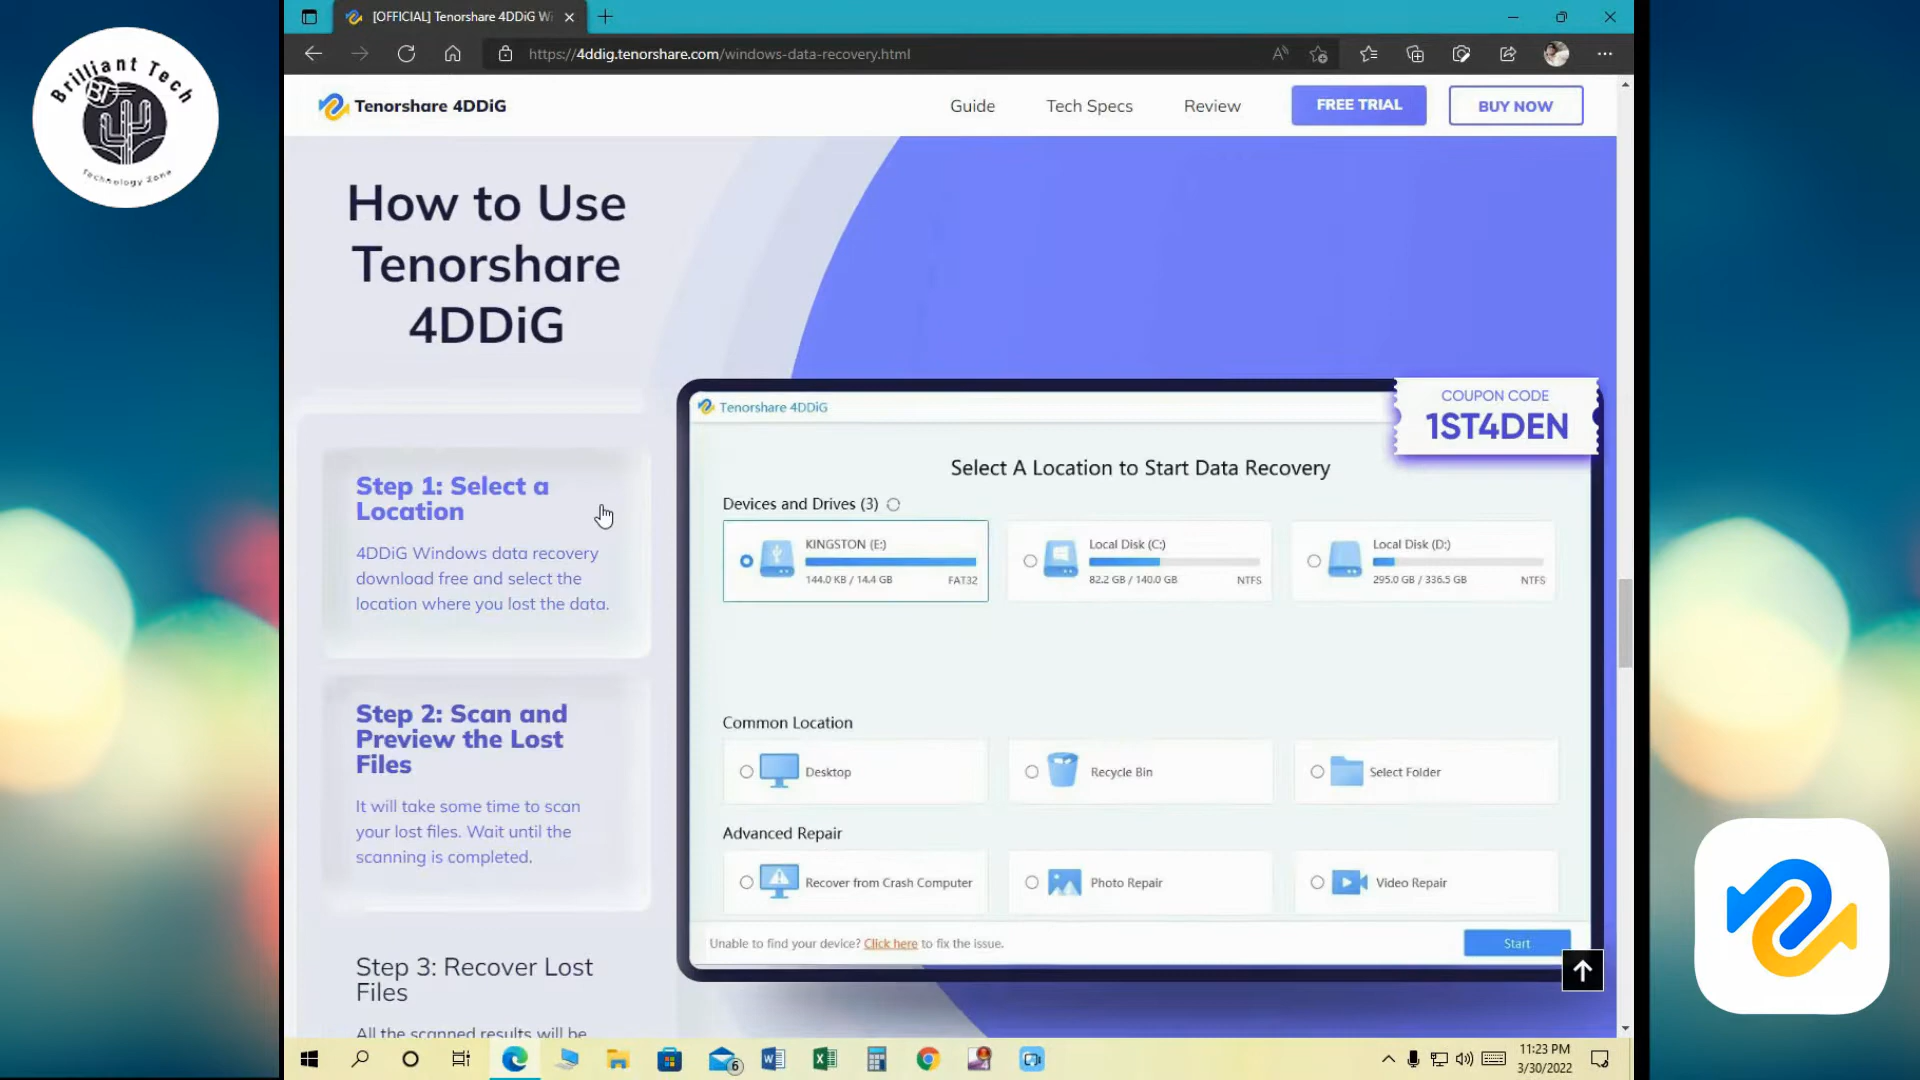 Brilliant Tech
BT
Technology Zone
[OFFICIAL] Tenorshare 4DDiG Wi
https://4ddig.tenorshare.com/windows-data-recovery.html
Tenorshare 4DDiG
Guide
Tech Specs
Review
FREE TRIAL
BUY NOW
How to Use
Tenorshare
4DDiG
Step 1: Select a
Location
4DDiG Windows data recovery
download free and select the
location where you lost the data.
Step 2: Scan and
Preview the Lost
Files
It will take some time to scan
your lost files. Wait until the
scanning is completed.
Step 3: Recover Lost
Files
All the scanned results will be
Tenorshare 4DDiG
COUPON CODE
1ST4DEN
Select A Location to Start Data Recovery
Devices and Drives (3)
KINGSTON (E:)
144.0 KB / 14.4 GB
FAT32
Local Disk (C:)
82.2 GB / 140.0 GB
NTFS
Local Disk (D:)
295.0 GB / 336.5 GB
NTFS
Common Location
Desktop
Recycle Bin
Select Folder
Advanced Repair
Recover from Crash Computer
Photo Repair
Video Repair
Unable to find your device? Click here to fix the issue.
Start
6
11:23 PM
3/30/2022